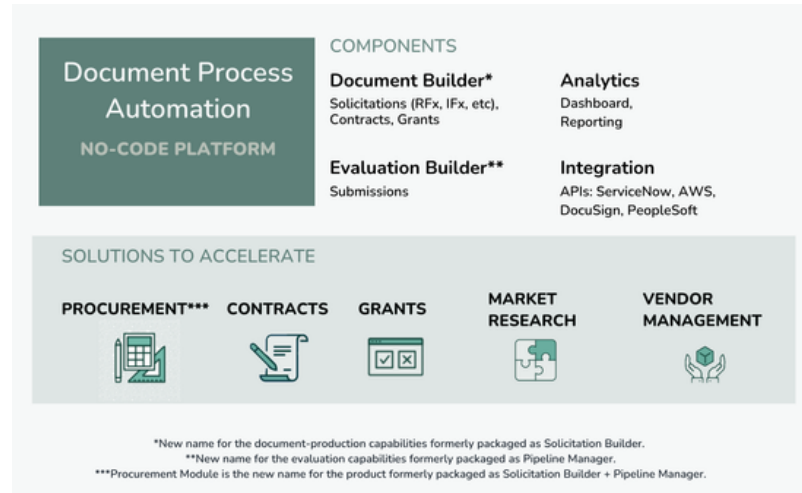 Document Process
Automation
NO-CODE PLATFORM
COMPONENTS
Document Builder*
Solicitations (RFx, IFx, etc),
Contracts, Grants
Analytics
Dashboard,
Reporting
Evaluation Builder**
Submissions
Integration
APIs: ServiceNow, AWS,
DocuSign, PeopleSoft
SOLUTIONS TO ACCELERATE
PROCUREMENT***
CONTRACTS
GRANTS
MARKET
RESEARCH
VENDOR
MANAGEMENT
*New name for the document-production capabilities formerly packaged as Solicitation Builder.
**New name for the evaluation capabilities formerly packaged as Pipeline Manager.
***Procurement Module is the new name for the product formerly packaged as Solicitation Builder + Pipeline Manager.